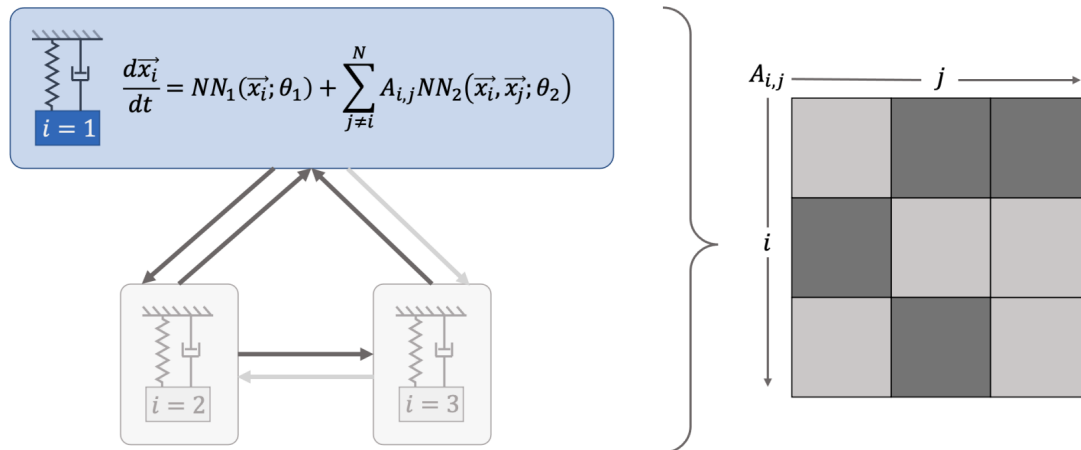 i = 1
dx⃗ᵢ/dt = NN₁(x⃗ᵢ; θ₁) + ∑_{j≠i}^{N} A_{i,j}NN₂(x⃗ᵢ, x⃗ⱼ; θ₂)
i = 2
i = 3
A_{i,j}
j
i